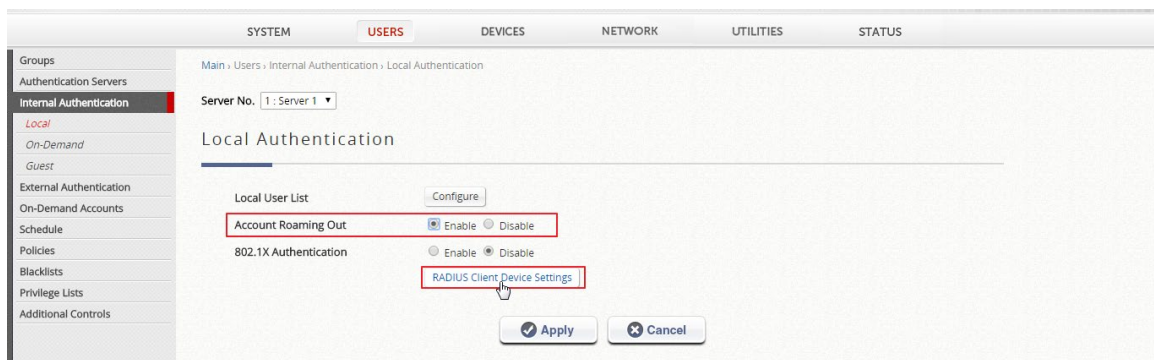 SYSTEM USERS DEVICES NETWORK UTILITIES STATUS
Groups
Authentication Servers
Internal Authentication
Local
On-Demand
Guest
External Authentication
On-Demand Accounts
Schedule
Policies
Blacklists
Privilege Lists
Additional Controls
Main › Users › Internal Authentication › Local Authentication
Server No. 1 : Server 1
Local Authentication
Local User List Configure
Account Roaming Out Enable Disable
802.1X Authentication Enable Disable
RADIUS Client Device Settings
Apply Cancel